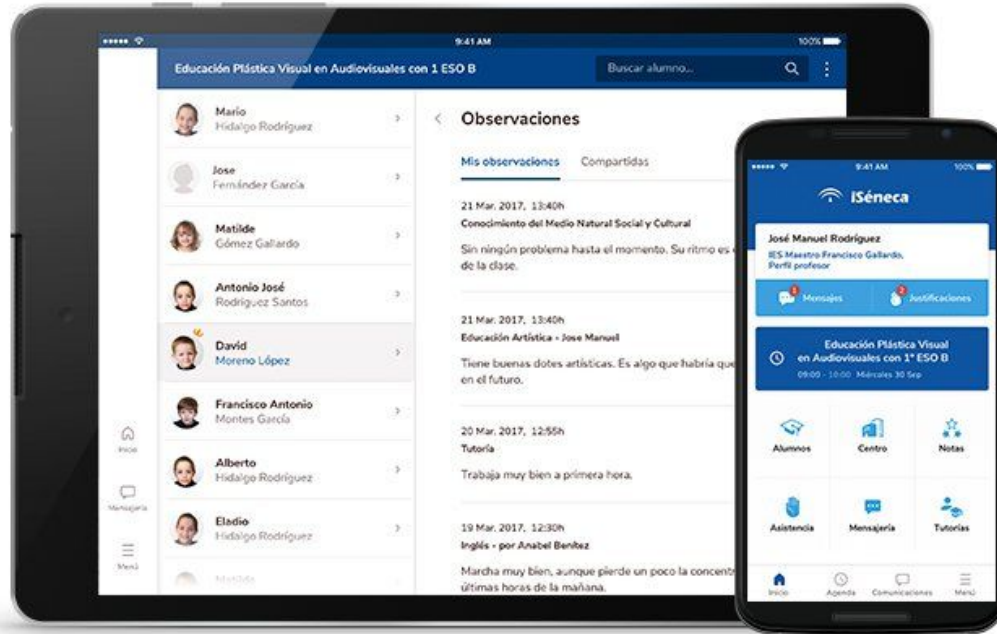 9:41 AM
100%
Educación Plástica Visual en Audiovisuales con 1 ESO B
Buscar alumno...
Mario
Hidalgo Rodríguez
Jose
Fernández García
Matilde
Gómez Gallardo
Antonio José
Rodríguez Santos
David
Moreno López
Francisco Antonio
Montes García
Alberto
Hidalgo Rodríguez
Eladio
Hidalgo Rodríguez
Matilde
Inicio
Mensajería
Menú
Observaciones
Mis observaciones
Compartidas
21 Mar. 2017, 13:40h
Conocimiento del Medio Natural Social y Cultural
Sin ningún problema hasta el momento. Su ritmo es
de la clase.
21 Mar. 2017, 13:40h
Educación Artística - Jose Manuel
Tiene buenas dotes artísticas. Es algo que habría que
en el futuro.
20 Mar. 2017, 12:55h
Tutoría
Trabaja muy bien a primera hora.
19 Mar. 2017, 12:30h
Inglés - por Anabel Benítez
Marcha muy bien, aunque pierde un poco la concent
últimas horas de la mañana.
9:41 AM
100%
iSéneca
José Manuel Rodríguez
IES Maestro Francisco Gallardo,
Perfil profesor
1
Mensajes
2
Justificaciones
Educación Plástica Visual
en Audiovisuales con 1º ESO B
09:00 - 10:00 Miércoles 30 Sep
Alumnos
Centro
Notas
Asistencia
Mensajería
Tutorías
Inicio
Agenda
Comunicaciones
Menú